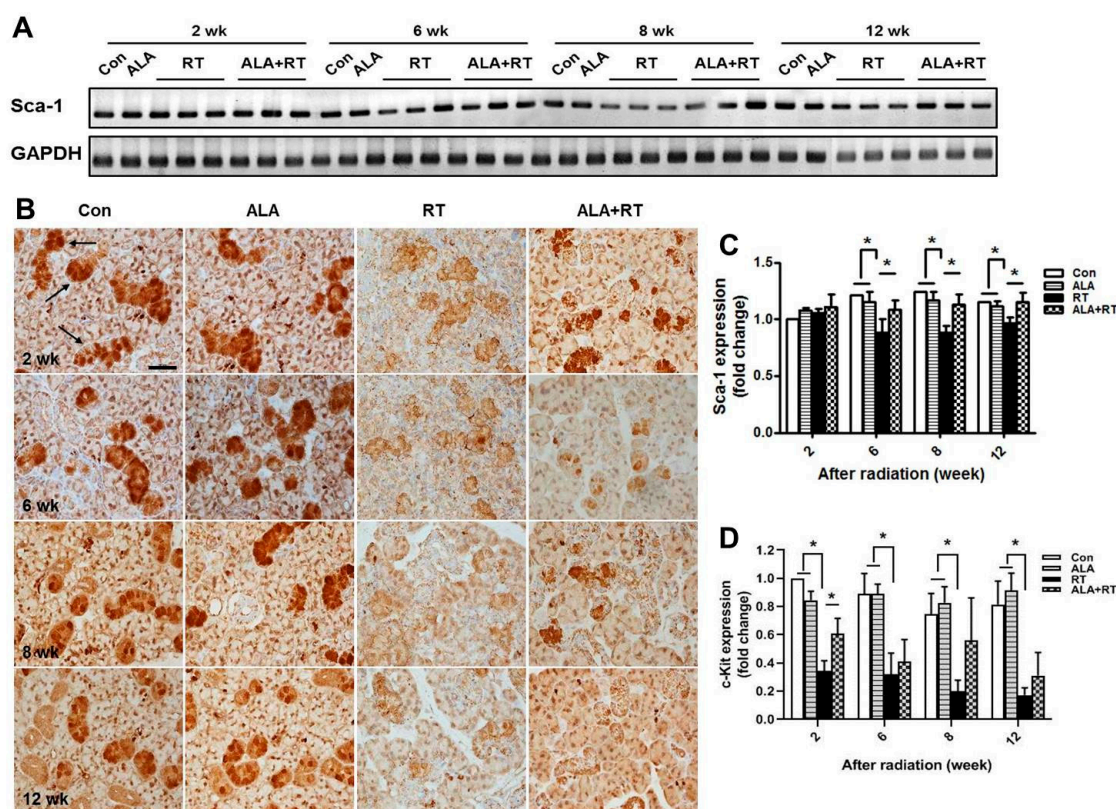 A
2 wk 6 wk 8 wk 12 wk
Con ALA RT ALA+RT Con ALA RT ALA+RT Con ALA RT ALA+RT Con ALA RT ALA+RT
Sca-1
GAPDH
B
Con ALA RT ALA+RT
2 wk
6 wk
8 wk
12 wk
C
* * * * * *
Con
ALA
RT
ALA+RT
Sca-1 expression
(fold change)
1.5
1.0
0.5
0.0
2 6 8 12
After radiation (week)
D
* * * * *
Con
ALA
RT
ALA+RT
c-Kit expression
(fold change)
1.2
1.0
0.8
0.6
0.4
0.2
0.0
2 6 8 12
After radiation (week)